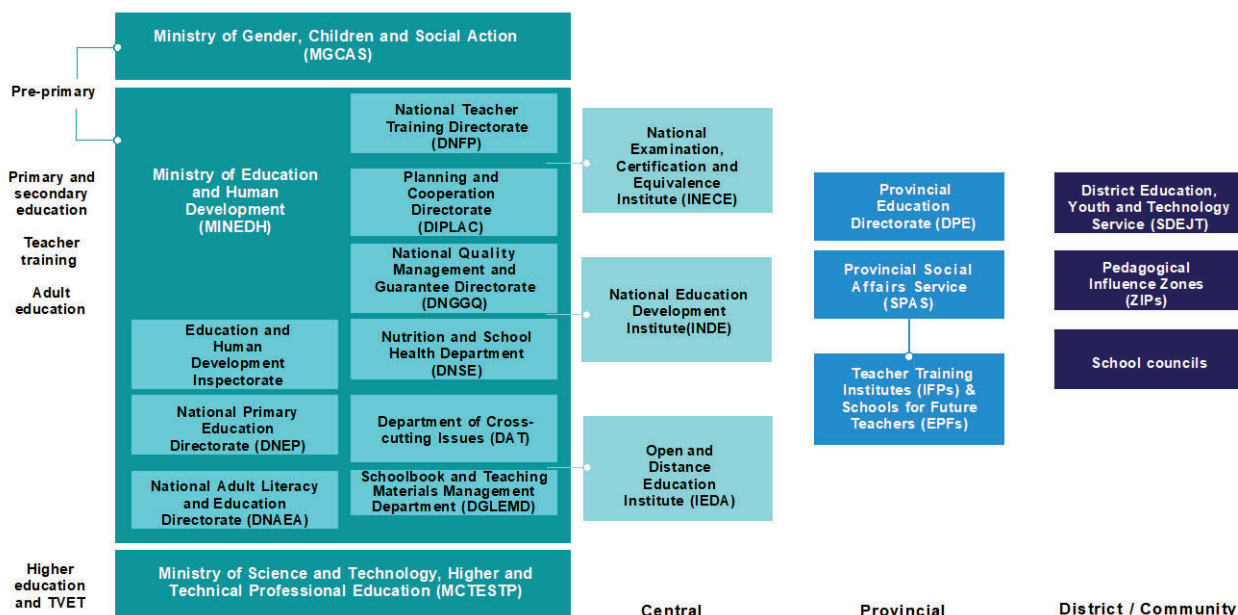 Ministry of Gender, Children and Social Action
(MGCAS)
Pre-primary
Primary and
secondary
education
Teacher
training
Adult
education
Ministry of Education
and Human
Development
(MINEDH)
Education and
Human
Development
Inspectorate
National Primary
Education
Directorate (DNEP)
National Adult Literacy
and Education
Directorate (DNAEA)
National Teacher
Training Directorate
(DNFP)
Planning and
Cooperation
Directorate
(DIPLAC)
National Quality
Management and
Guarantee Directorate
(DNGGQ)
Nutrition and School
Health Department
(DNSE)
Department of Cross-
cutting Issues (DAT)
Schoolbook and Teaching
Materials Management
Department (DGLEMD)
National
Examination,
Certification and
Equivalence
Institute (INECE)
National Education
Development
Institute(INDE)
Open and
Distance
Education
Institute (IEDA)
Provincial
Education
Directorate (DPE)
Provincial Social
Affairs Service
(SPAS)
Teacher Training
Institutes (IFPs) &
Schools for Future
Teachers (EPFs)
District Education,
Youth and Technology
Service (SDEJT)
Pedagogical
Influence Zones
(ZIPs)
School councils
Higher
education
and TVET
Ministry of Science and Technology, Higher and
Technical Professional Education (MCTESTP)
Central
Provincial
District / Community